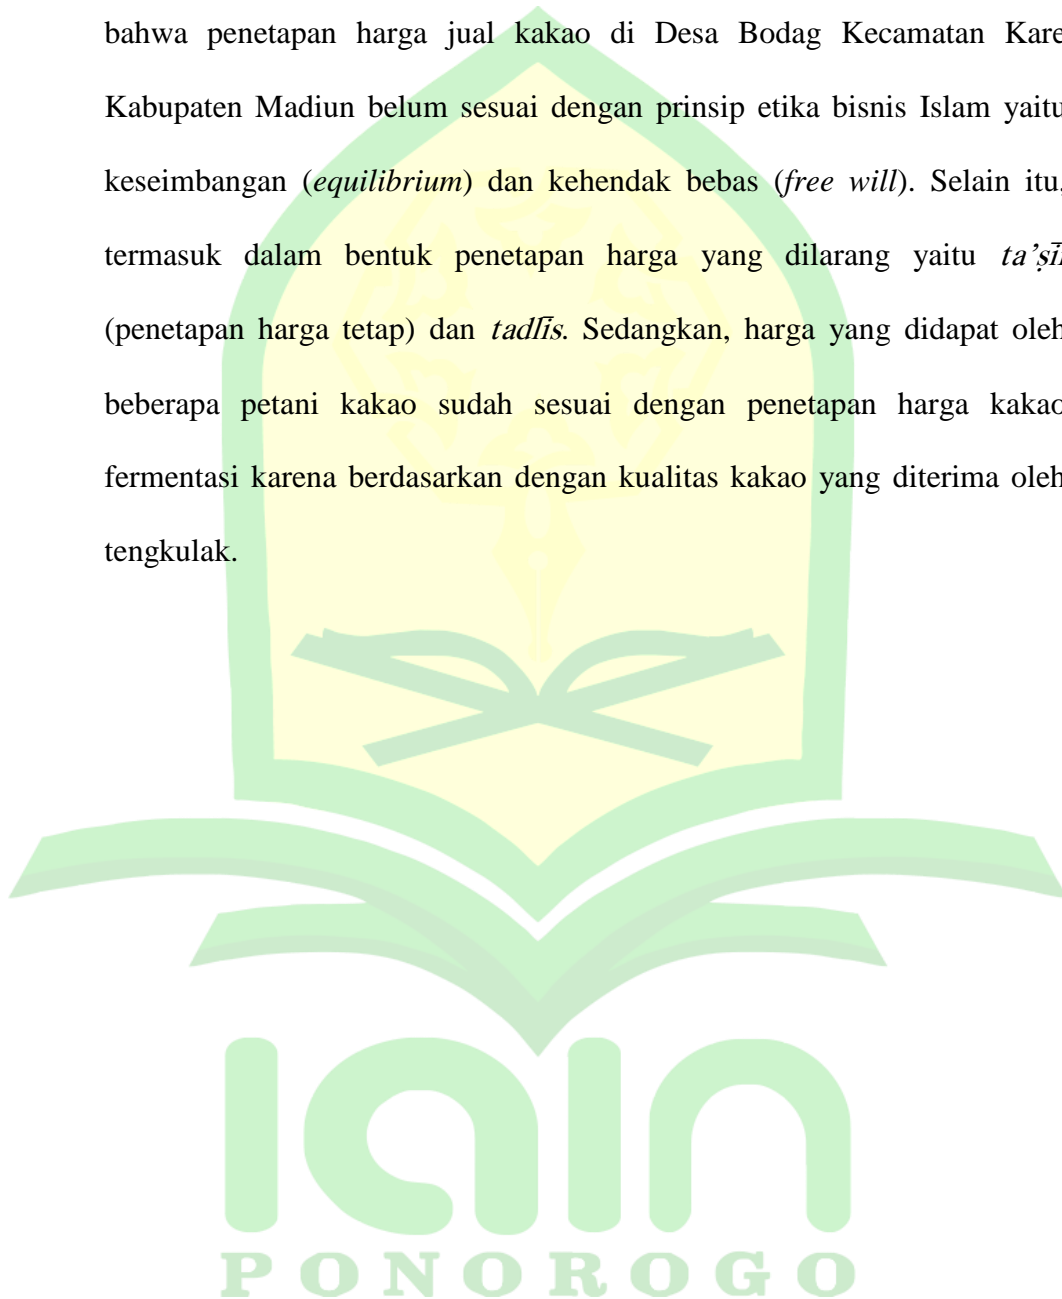 bahwa penetapan harga jual kakao di Desa Bodag Kecamatan Kare
Kabupaten Madiun belum sesuai dengan prinsip etika bisnis Islam yaitu
keseimbangan (equilibrium) dan kehendak bebas (free will). Selain itu,
termasuk dalam bentuk penetapan harga yang dilarang yaitu
(penetapan harga tetap) dan tadlīs. Sedangkan, harga yang didapat oleh
beberapa petani kakao sudah sesuai dengan penetapan harga kakao
fermentasi karena berdasarkan dengan kualitas kakao yang diterima oleh
tengkulak.
iain
PONOROGO